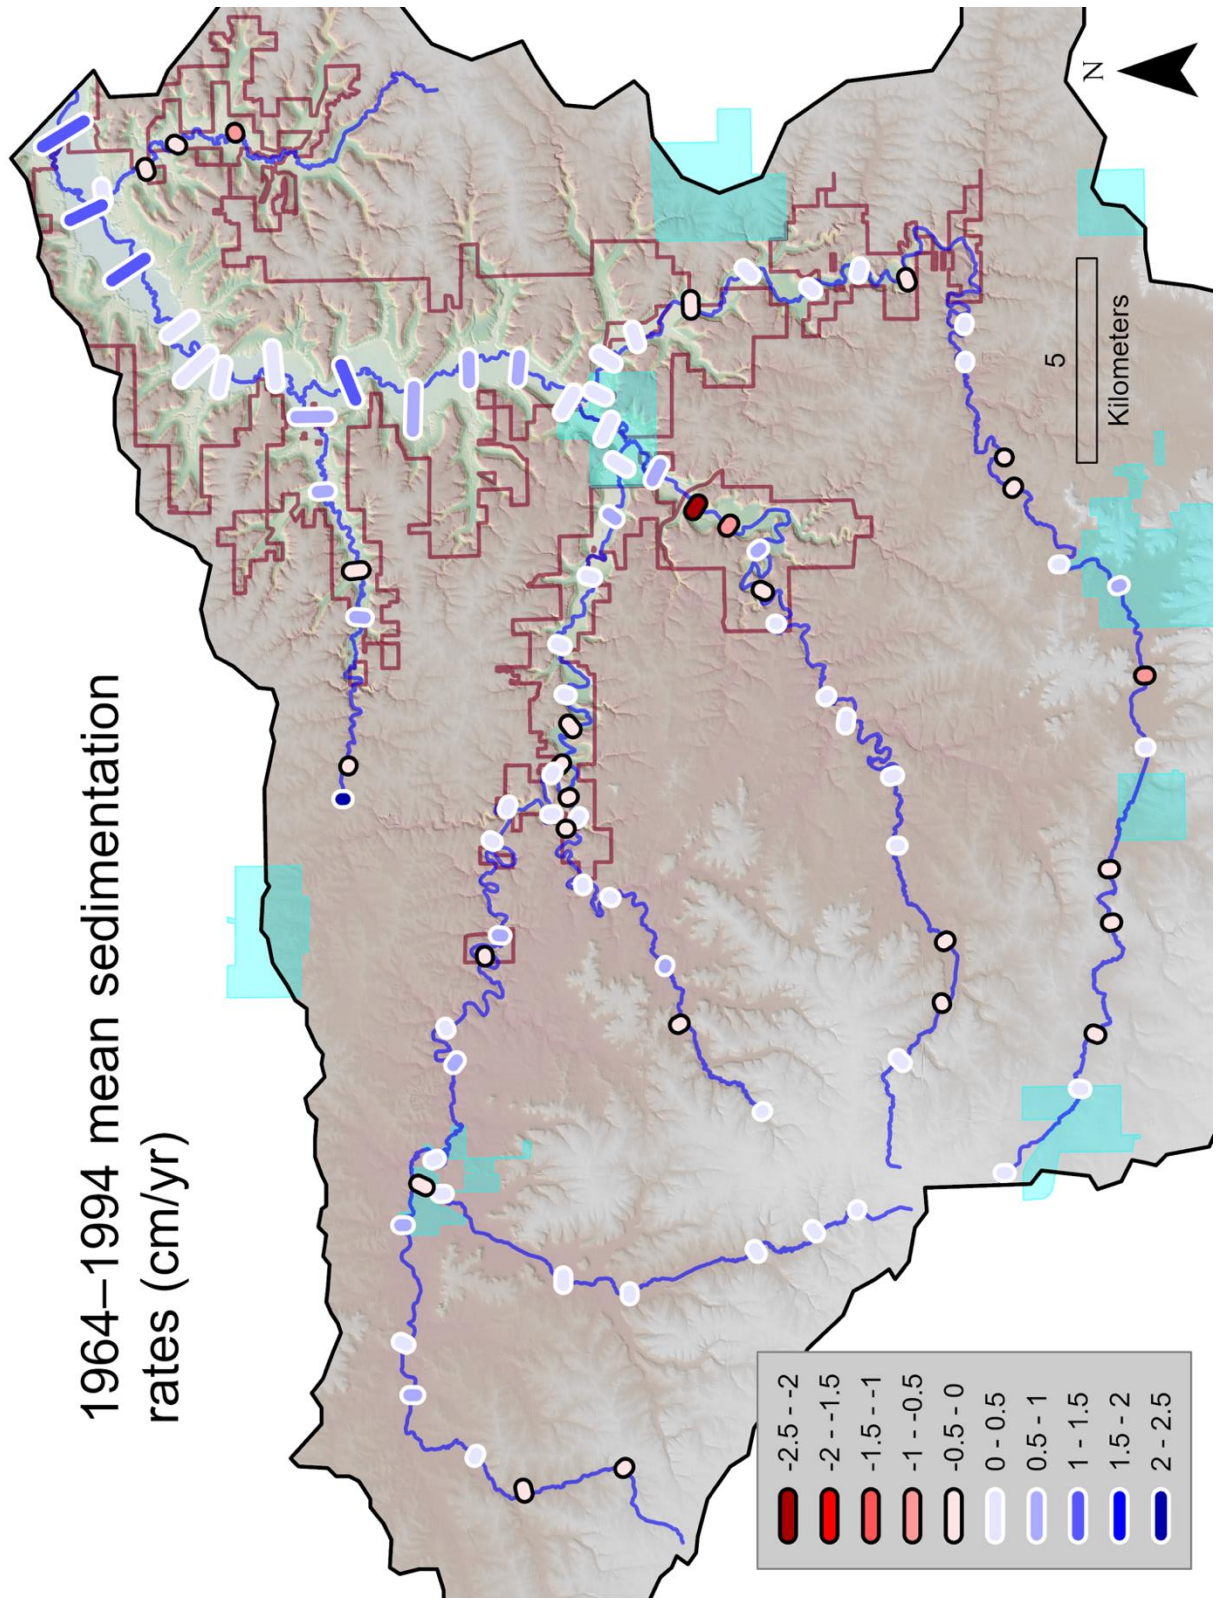 1964–1994 mean sedimentation
rates (cm/yr)
N
5
Kilometers
-2.5 - -2
-2 - -1.5
-1.5 - -1
-1 - -0.5
-0.5 - 0
0 - 0.5
0.5 - 1
1 - 1.5
1.5 - 2
2 - 2.5